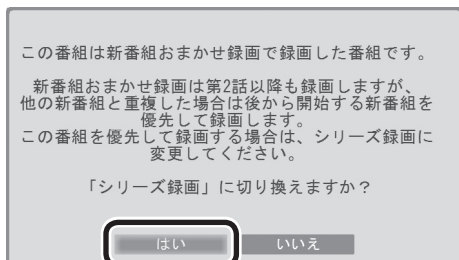 この番組は新番組おまかせ録画で録画した番組です。
新番組おまかせ録画は第2話以降も録画しますが、
他の新番組と重複した場合は後から開始する新番組を
優先して録画します。
この番組を優先して録画する場合は、シリーズ録画に
変更してください。
「シリーズ録画」に切り換えますか？
はい いいえ